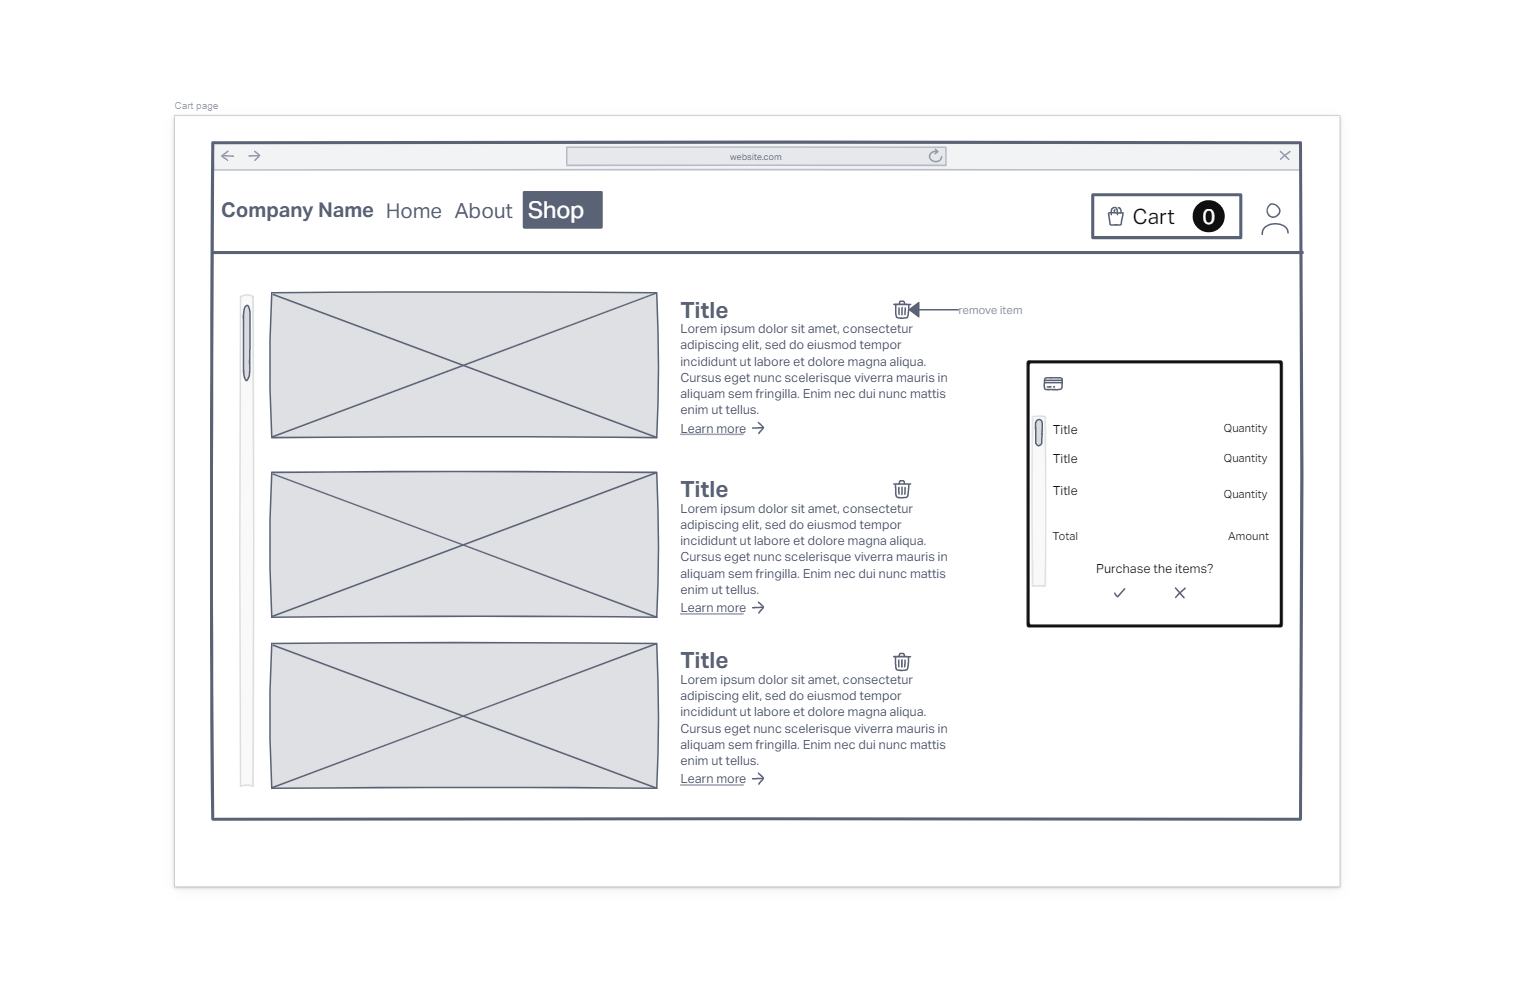 Cart page
website.com
Company Name Home About Shop
Cart 0
Title
remove item
Lorem ipsum dolor sit amet, consectetur
adipiscing elit, sed do eiusmod tempor
incididunt ut labore et dolore magna aliqua.
Cursus eget nunc scelerisque viverra mauris in
aliquam sem fringilla. Enim nec dui nunc mattis
enim ut tellus.
Learn more
Title
Lorem ipsum dolor sit amet, consectetur
adipiscing elit, sed do eiusmod tempor
incididunt ut labore et dolore magna aliqua.
Cursus eget nunc scelerisque viverra mauris in
aliquam sem fringilla. Enim nec dui nunc mattis
enim ut tellus.
Learn more
Title
Lorem ipsum dolor sit amet, consectetur
adipiscing elit, sed do eiusmod tempor
incididunt ut labore et dolore magna aliqua.
Cursus eget nunc scelerisque viverra mauris in
aliquam sem fringilla. Enim nec dui nunc mattis
enim ut tellus.
Learn more
Title Quantity
Title Quantity
Title Quantity
Total Amount
Purchase the items?